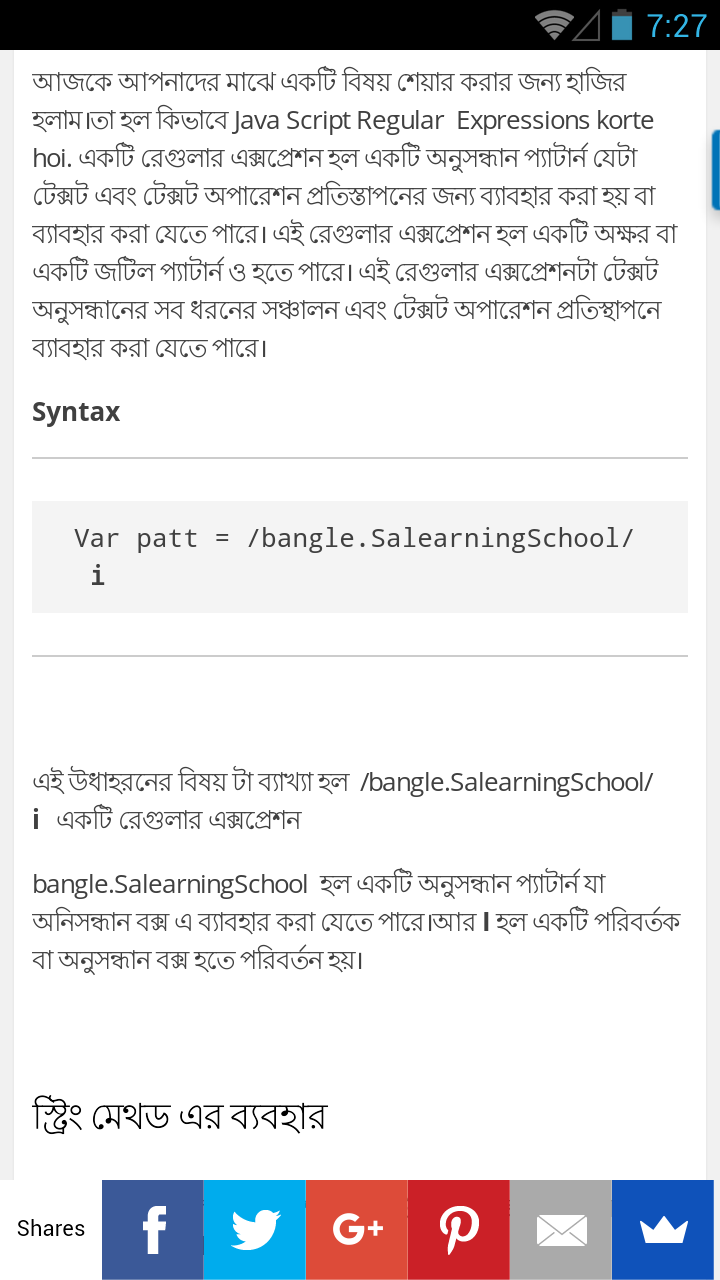 7:27
আজকে আপনাদের মাঝে একটি বিষয় শেয়ার করার জন্য হাজির
হলাম।তা হল কিভাবে Java Script Regular Expressions korte
hoi. একটি রেগুলার এক্সপ্রেশন হল একটি অনুসন্ধান প্যাটার্ন যেটা
টেক্সট এবং টেক্সট অপারেশন প্রতিস্তাপনের জন্য ব্যাবহার করা হয় বা
ব্যাবহার করা যেতে পারে। এই রেগুলার এক্সপ্রেশন হল একটি অক্ষর বা
একটি জটিল প্যাটার্ন ও হতে পারে। এই রেগুলার এক্সপ্রেশনটা টেক্সট
অনুসন্ধানের সব ধরনের সঞ্চালন এবং টেক্সট অপারেশন প্রতিস্থাপনে
ব্যাবহার করা যেতে পারে।
Syntax
Var patt = /bangle.SalearningSchool/
i
এই উধাহরনের বিষয় টা ব্যাখ্যা হল /bangle.SalearningSchool/
i একটি রেগুলার এক্সপ্রেশন
bangle.SalearningSchool হল একটি অনুসন্ধান প্যাটার্ন যা
অনিসন্ধান বক্স এ ব্যাবহার করা যেতে পারে।আর I হল একটি পরিবর্তক
বা অনুসন্ধান বক্স হতে পরিবর্তন হয়।
স্ট্রিং মেথড এর ব্যবহার
Shares